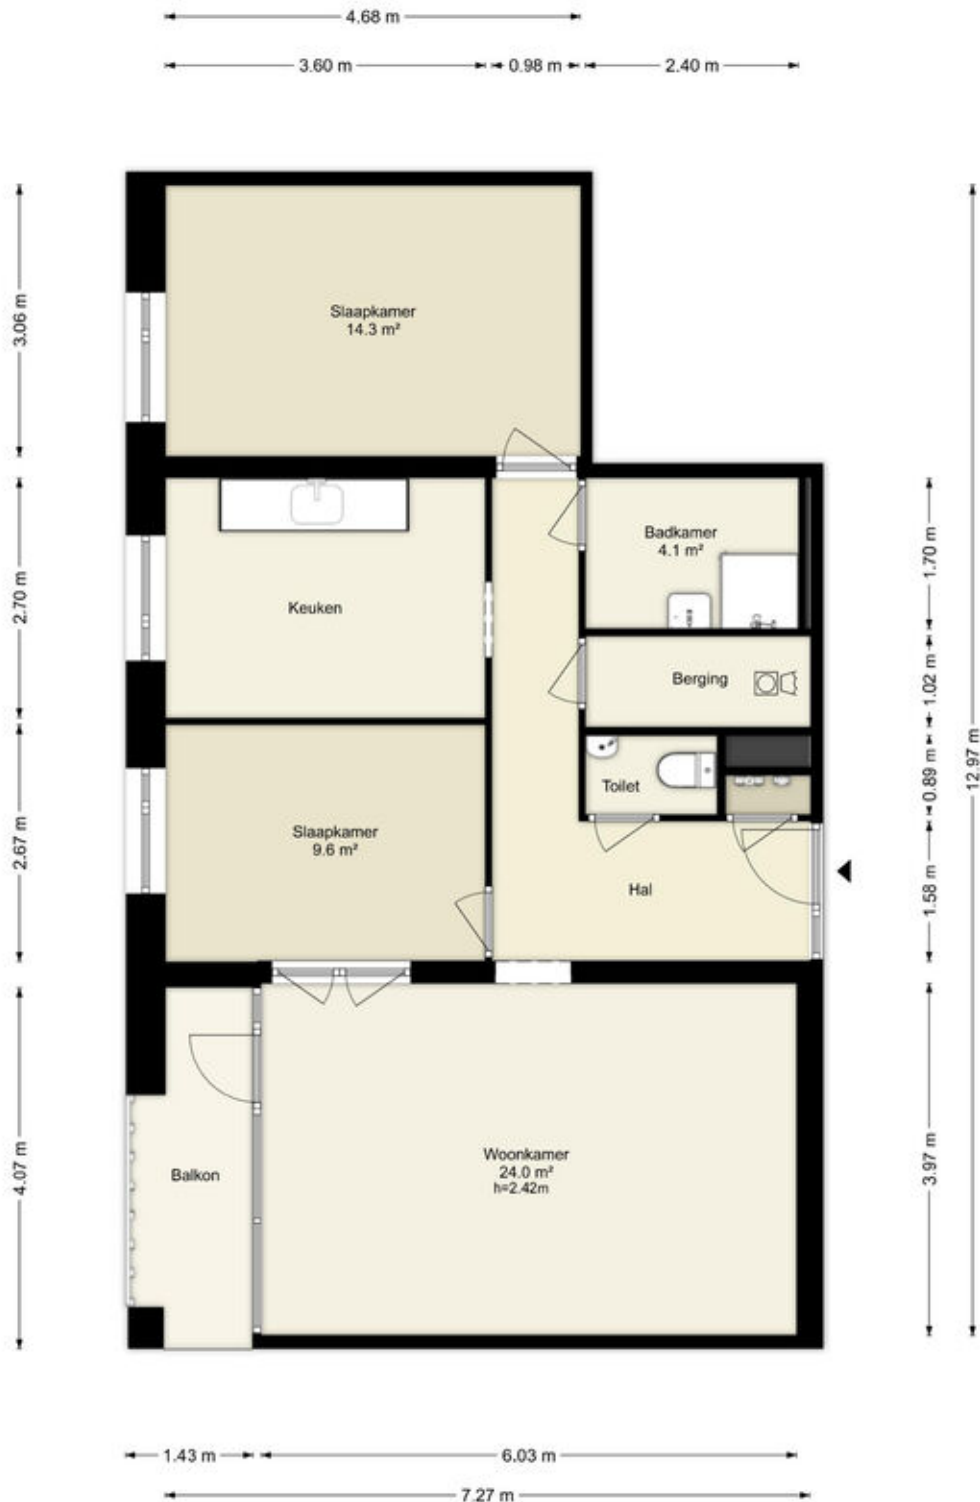 4.68 m
3.60 m
0.98 m
2.40 m
3.06 m
2.70 m
2.67 m
4.07 m
Slaapkamer
14.3 m²
Badkamer
4.1 m²
Keuken
Berging
Toilet
Slaapkamer
9.6 m²
Hal
Woonkamer
24.0 m²
h=2.42m
Balkon
1.70 m
1.02 m
0.89 m
1.58 m
3.97 m
12.97 m
1.43 m
6.03 m
7.27 m